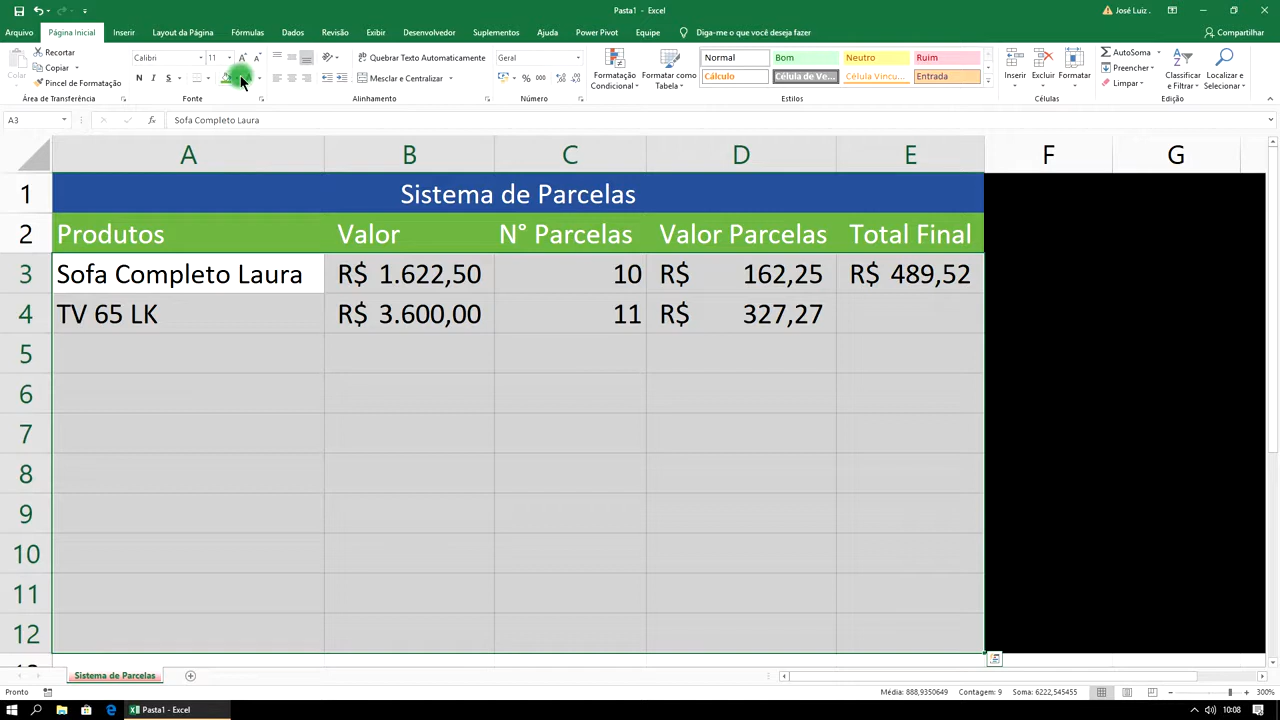 Pasta1 - Excel
José Luiz .
Arquivo Página Inicial Inserir Layout da Página Fórmulas Dados Revisão Exibir Desenvolvedor Suplementos Ajuda Power Pivot Equipe Diga-me o que você deseja fazer Compartilhar
Colar
Recortar
Copiar
Pincel de Formatação
Área de Transferência
Calibri 11
N I S
Fonte
Quebrar Texto Automaticamente
Mesclar e Centralizar
Alinhamento
Geral
% 000
Número
Formatação Condicional
Formatar como Tabela
Normal Bom Neutro Ruim
Cálculo Célula de Ve... Célula Vincu... Entrada
Estilos
Inserir Excluir Formatar
Células
AutoSoma
Preencher
Limpar
Classificar e Filtrar
Localizar e Selecionar
Edição
A3 fx Sofa Completo Laura
A B C D E F G
1 Sistema de Parcelas
2 Produtos Valor N° Parcelas Valor Parcelas Total Final
3 Sofa Completo Laura R$ 1.622,50 10 R$ 162,25 R$ 489,52
4 TV 65 LK R$ 3.600,00 11 R$ 327,27
5
6
7
8
9
10
11
12
Sistema de Parcelas
Pronto Média: 888,9350649 Contagem: 9 Soma: 6222,545455 300%
Pasta1 - Excel 10:08